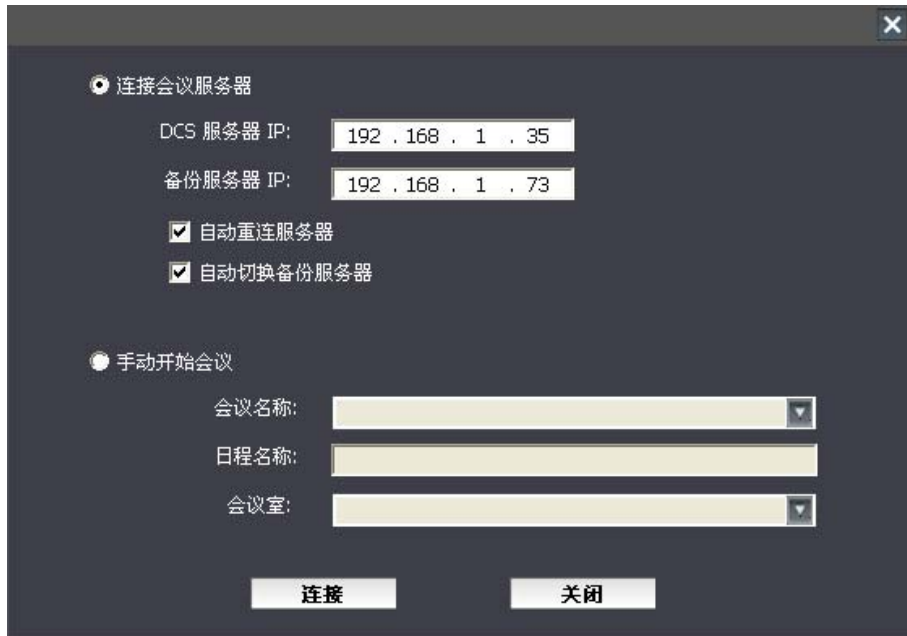 连接会议服务器
DCS 服务器 IP: 192 . 168 . 1 . 35
备份服务器 IP: 192 . 168 . 1 . 73
自动重连服务器
自动切换备份服务器
手动开始会议
会议名称:
日程名称:
会议室:
连接 关闭